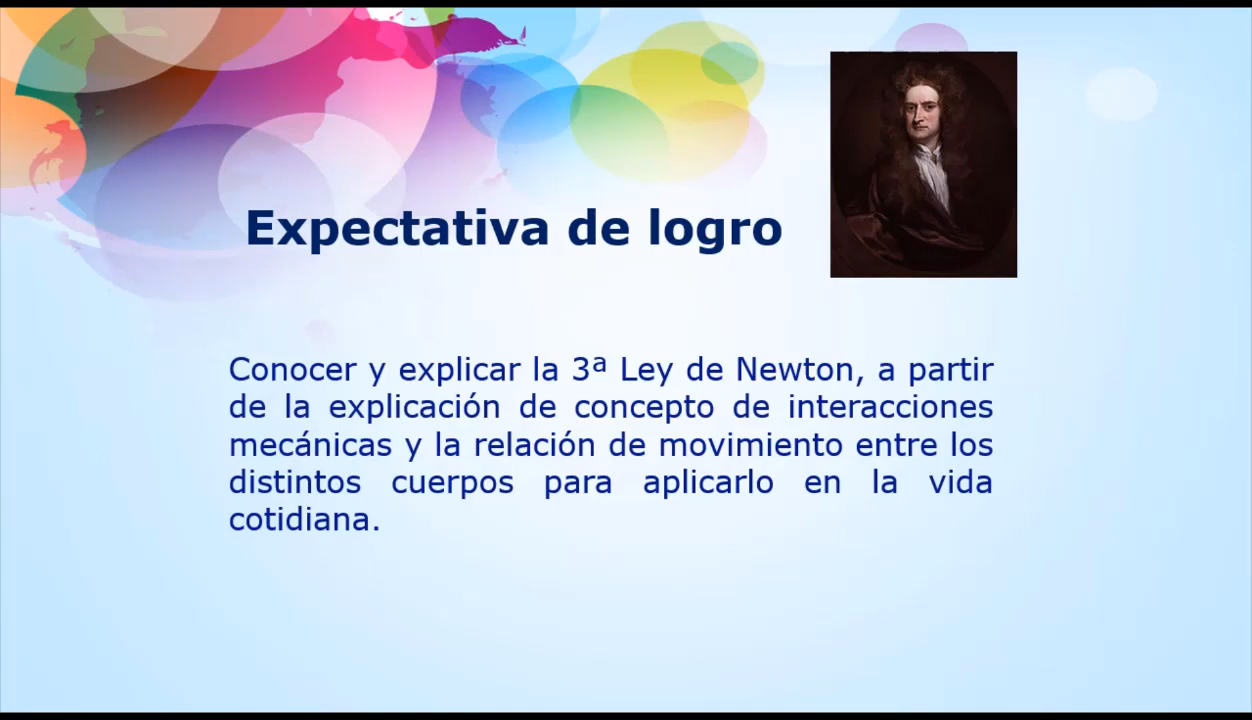 Expectativa de logro
Conocer y explicar la 3ª Ley de Newton, a partir
de la explicación de concepto de interacciones
mecánicas y la relación de movimiento entre los
distintos cuerpos para aplicarlo en la vida
cotidiana.